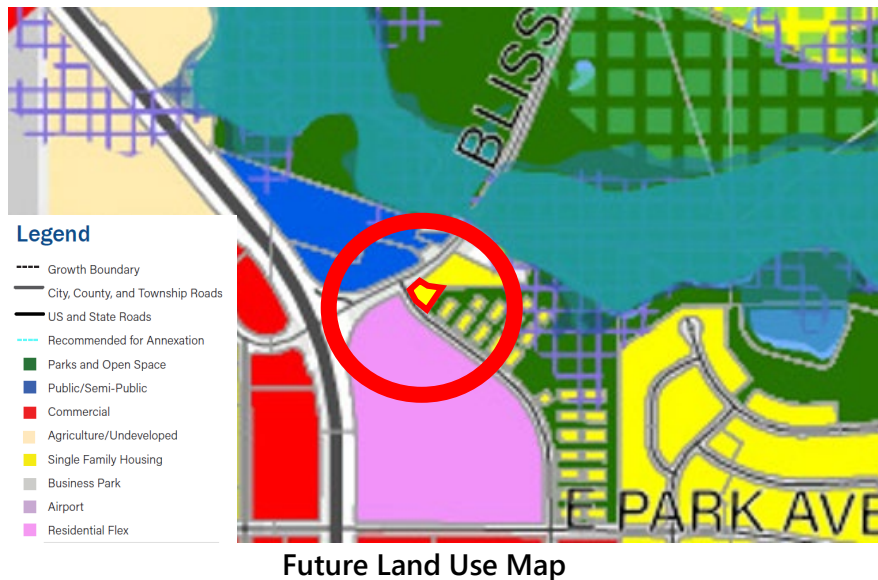 BLISS
Legend
Growth Boundary
City, County, and Township Roads
US and State Roads
Recommended for Annexation
Parks and Open Space
Public/Semi-Public
Commercial
Agriculture/Undeveloped
Single Family Housing
Business Park
Airport
Residential Flex
E PARK AVE
Future Land Use Map